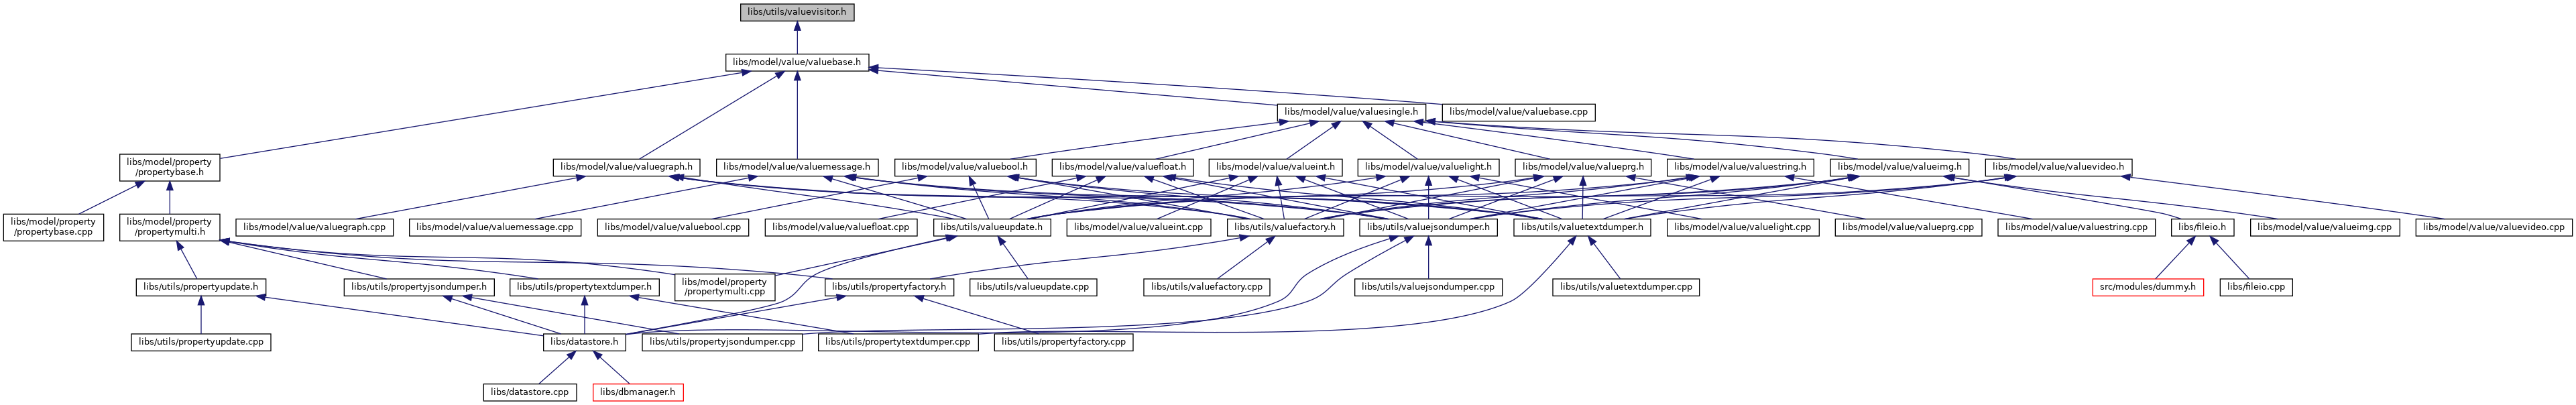 libs/utils/valuevisitor.h
libs/model/value/valuebase.h
libs/model/value/valuesingle.h
libs/model/value/valuebase.cpp
libs/model/property
/propertybase.h
libs/model/value/valuegraph.h
libs/model/value/valuemessage.h
libs/model/value/valuebool.h
libs/model/value/valuefloat.h
libs/model/value/valueint.h
libs/model/value/valuelight.h
libs/model/value/valueprg.h
libs/model/value/valuestring.h
libs/model/value/valueimg.h
libs/model/value/valuevideo.h
libs/model/property
/propertybase.cpp
libs/model/property
/propertymulti.h
libs/model/value/valuegraph.cpp
libs/model/value/valuemessage.cpp
libs/model/value/valuebool.cpp
libs/model/value/valuefloat.cpp
libs/utils/valueupdate.h
libs/model/value/valueint.cpp
libs/utils/valuefactory.h
libs/utils/valuejsondumper.h
libs/utils/valuetextdumper.h
libs/model/value/valuelight.cpp
libs/model/value/valueprg.cpp
libs/model/value/valuestring.cpp
libs/fileio.h
libs/model/value/valueimg.cpp
libs/model/value/valuevideo.cpp
libs/utils/propertyupdate.h
libs/utils/propertyjsondumper.h
libs/utils/propertytextdumper.h
libs/model/property
/propertymulti.cpp
libs/utils/propertyfactory.h
libs/utils/valueupdate.cpp
libs/utils/valuefactory.cpp
libs/utils/valuejsondumper.cpp
libs/utils/valuetextdumper.cpp
src/modules/dummy.h
libs/fileio.cpp
libs/utils/propertyupdate.cpp
libs/datastore.h
libs/utils/propertyjsondumper.cpp
libs/utils/propertytextdumper.cpp
libs/utils/propertyfactory.cpp
libs/datastore.cpp
libs/dbmanager.h